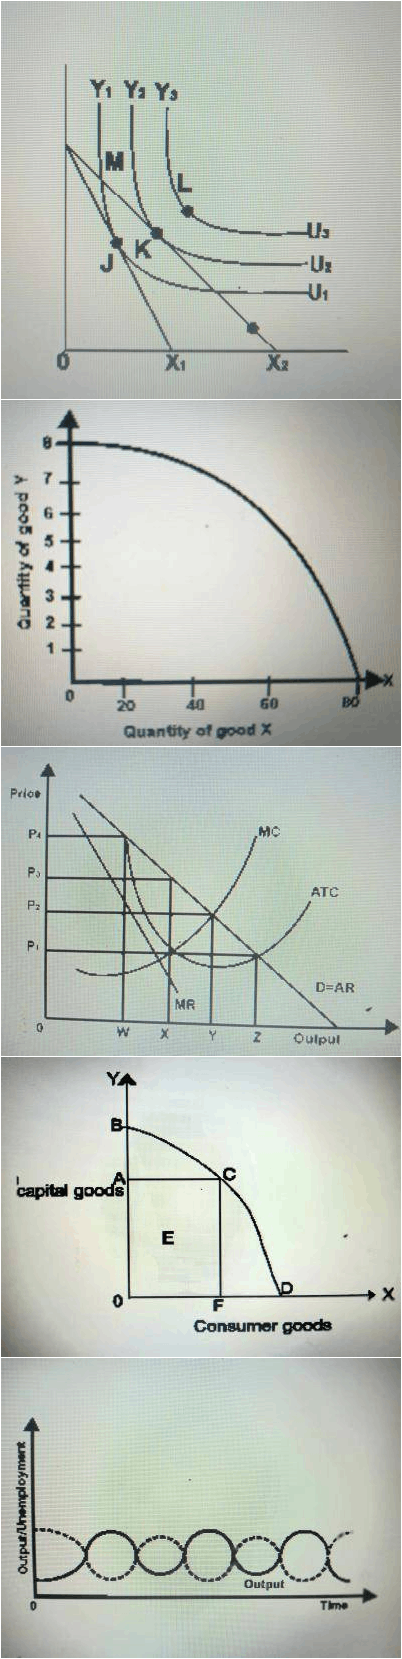 Y₁ Y₂ Y₃
M
L
K
J
U₃
U₂
U₁
0 X₁ X₂
Quantity of good Y
8
7
6
5
4
3
2
1
0 20 40 60 80 X
Quantity of good X
Price
P₄
P₃
P₂
P₁
MC
ATC
MR
D=AR
0 W X Y Z Output
Y
B
A
C
capital goods
E
0 F D X
Consumer goods
Output/Unemployment
Output
0 Time